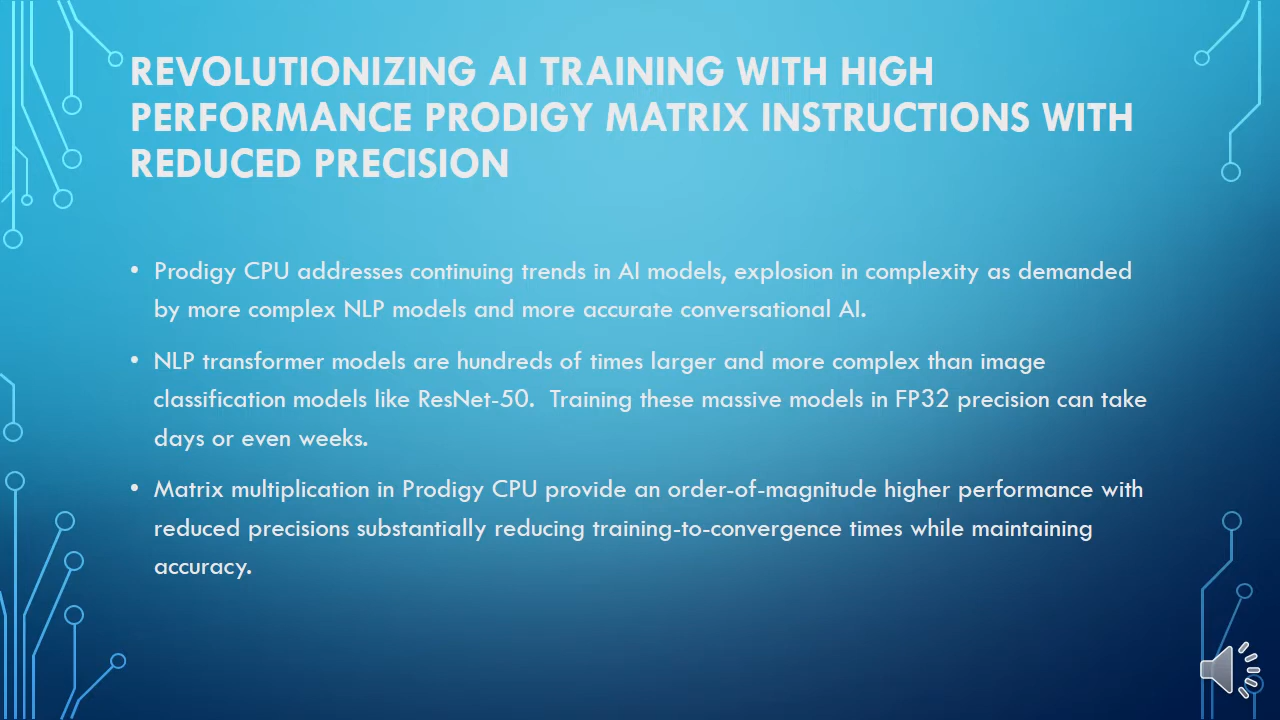 REVOLUTIONIZING AI TRAINING WITH HIGH
PERFORMANCE PRODIGY MATRIX INSTRUCTIONS WITH
REDUCED PRECISION
• Prodigy CPU addresses continuing trends in AI models, explosion in complexity as demanded
by more complex NLP models and more accurate conversational AI.
• NLP transformer models are hundreds of times larger and more complex than image
classification models like ResNet-50.  Training these massive models in FP32 precision can take
days or even weeks.
• Matrix multiplication in Prodigy CPU provide an order-of-magnitude higher performance with
reduced precisions substantially reducing training-to-convergence times while maintaining
accuracy.